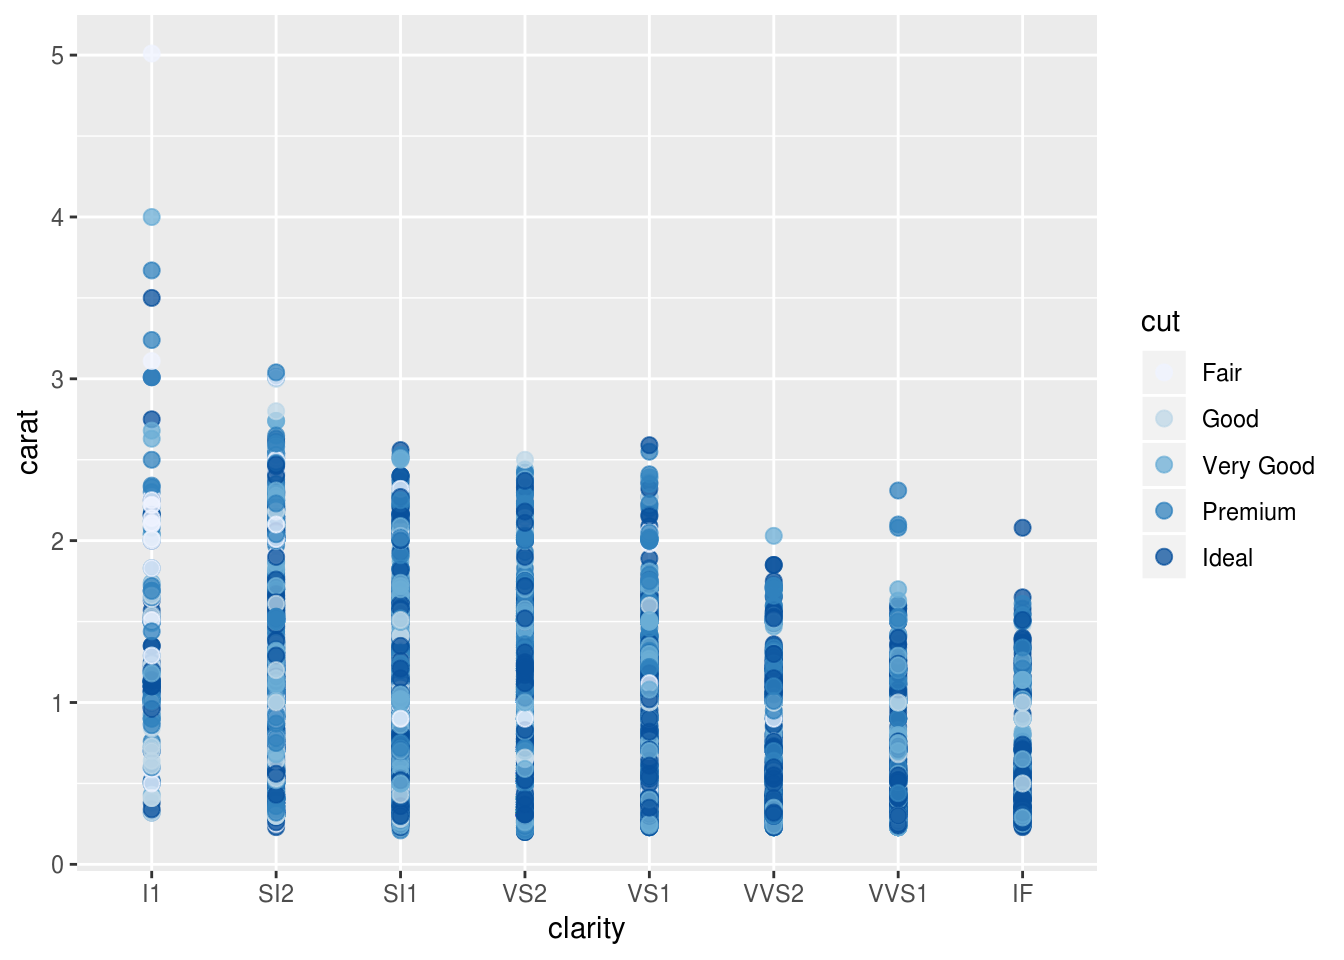 5
4
3
2
1
0
carat
I1 SI2 SI1 VS2 VS1 VVS2 VVS1 IF
clarity
cut
Fair
Good
Very Good
Premium
Ideal